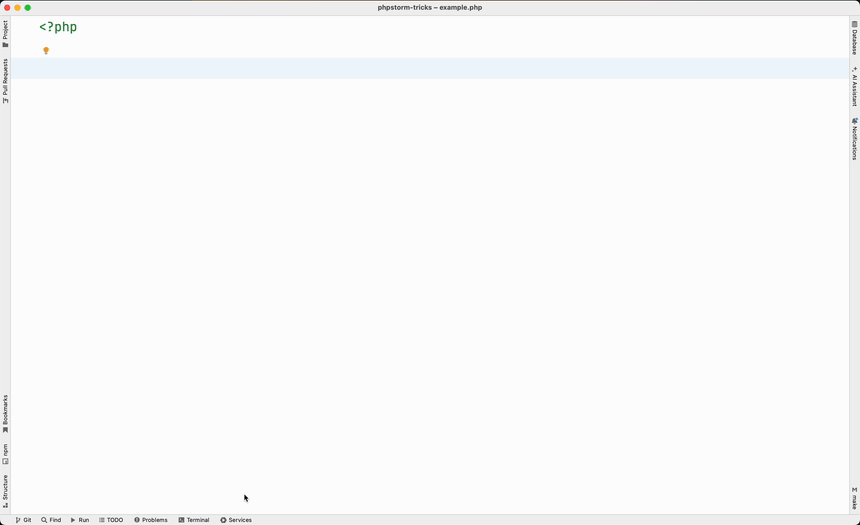 phpstorm-tricks – example.php
<?php
Project
Pull Requests
Bookmarks
npm
Structure
Database
AI Assistant
Notifications
M
make
Git
Find
Run
TODO
Problems
Terminal
Services